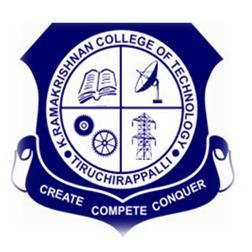 K.RAMAKRISHNAN COLLEGE OF TECHNOLOGY
• TIRUCHIRAPPALLI •
CREATE COMPETE CONQUER